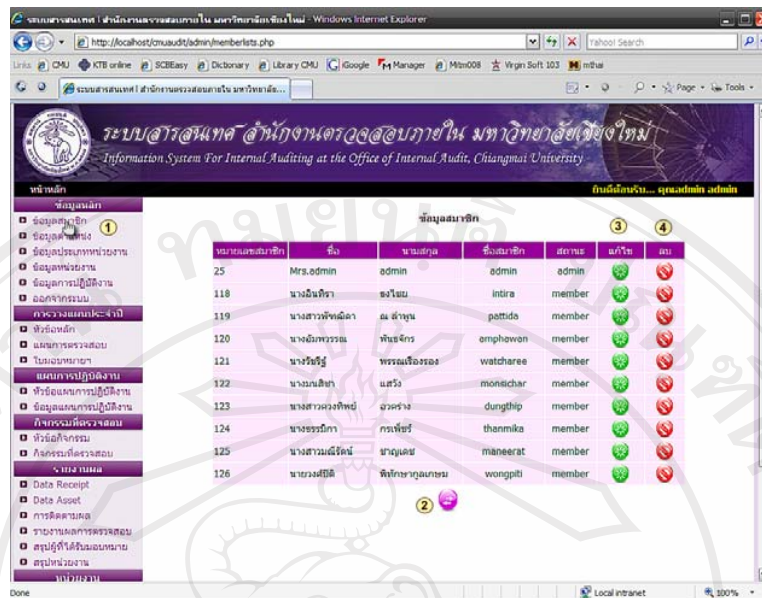 ระบบสารสนเทศ | สำนักงานตรวจสอบภายใน มหาวิทยาลัยเชียงใหม่ - Windows Internet Explorer
http://localhost/cmuaudit/admin/memberlists.php
Yahoo! Search
Links CMU KTB online SCBEasy Dictionary Library CMU iGoogle Manager Mitm008 Virgin Soft 103 mthai
ระบบสารสนเทศ | สำนักงานตรวจสอบภายใน มหาวิทยาลัย...
Page Tools
ระบบสารสนเทศ สำนักงานตรวจสอบภายใน มหาวิทยาลัยเชียงใหม่
Information System For Internal Auditing at the Office of Internal Audit, Chiangmai University
หน้าหลัก
ยินดีต้อนรับ... คุณadmin admin
ข้อมูลหลัก
ข้อมูลสมาชิก 1
ข้อมูลตำแหน่ง
ข้อมูลประเภทหน่วยงาน
ข้อมูลหน่วยงาน
ข้อมูลการปฏิบัติงาน
ออกจากระบบ
การวางแผนประจำปี
หัวข้อหลัก
แผนการตรวจสอบ
ใบมอบหมายฯ
แผนการปฏิบัติงาน
หัวข้อแผนการปฏิบัติงาน
ข้อมูลแผนการปฏิบัติงาน
กิจกรรมที่ตรวจสอบ
หัวข้อกิจกรรม
กิจกรรมที่ตรวจสอบ
รายงานผล
Data Receipt
Data Asset
การติดตามผล
รายงานผลการตรวจสอบ
สรุปผู้ที่ได้รับมอบหมาย
สรุปหน่วยงาน
หน่วยงาน
ข้อมูลสมาชิก
3 4
หมายเลขสมาชิก ชื่อ นามสกุล ชื่อสมาชิก สถานะ แก้ไข ลบ
25 Mrs.admin admin admin admin
118 นางอินทิรา ธงไชย intira member
119 นางสาวพัฑฒิดา ณ ลำพูน pattida member
120 นางอัมพวรรณ พันธจักร amphawan member
121 นางวัชรีฐ์ พรรณเรืองรอง watcharee member
122 นางมนสิชา แสวัง monsichar member
123 นางสาวดวงทิพย์ อวดร่าง dungthip member
124 นางธรรมิกา กรเพ็ชร์ thanmika member
125 นางสาวมณีรัตน์ ชาญเดช maneerat member
126 นายวงศ์ปิติ พิทักษากุลเกษม wongpiti member
2
Done
Local intranet
100%